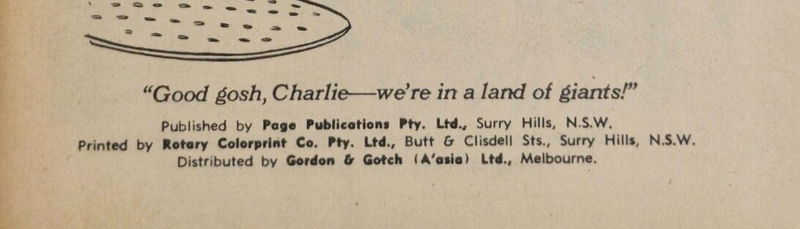 “Good gosh, Charlie—we're in a land of giants!”
Published by Page Publications Pty. Ltd., Surry Hills, N.S.W.
Printed by Rotary Colorprint Co. Pty. Ltd., Butt & Clisdell Sts., Surry Hills, N.S.W.
Distributed by Gordon & Gotch (A'asia) Ltd., Melbourne.